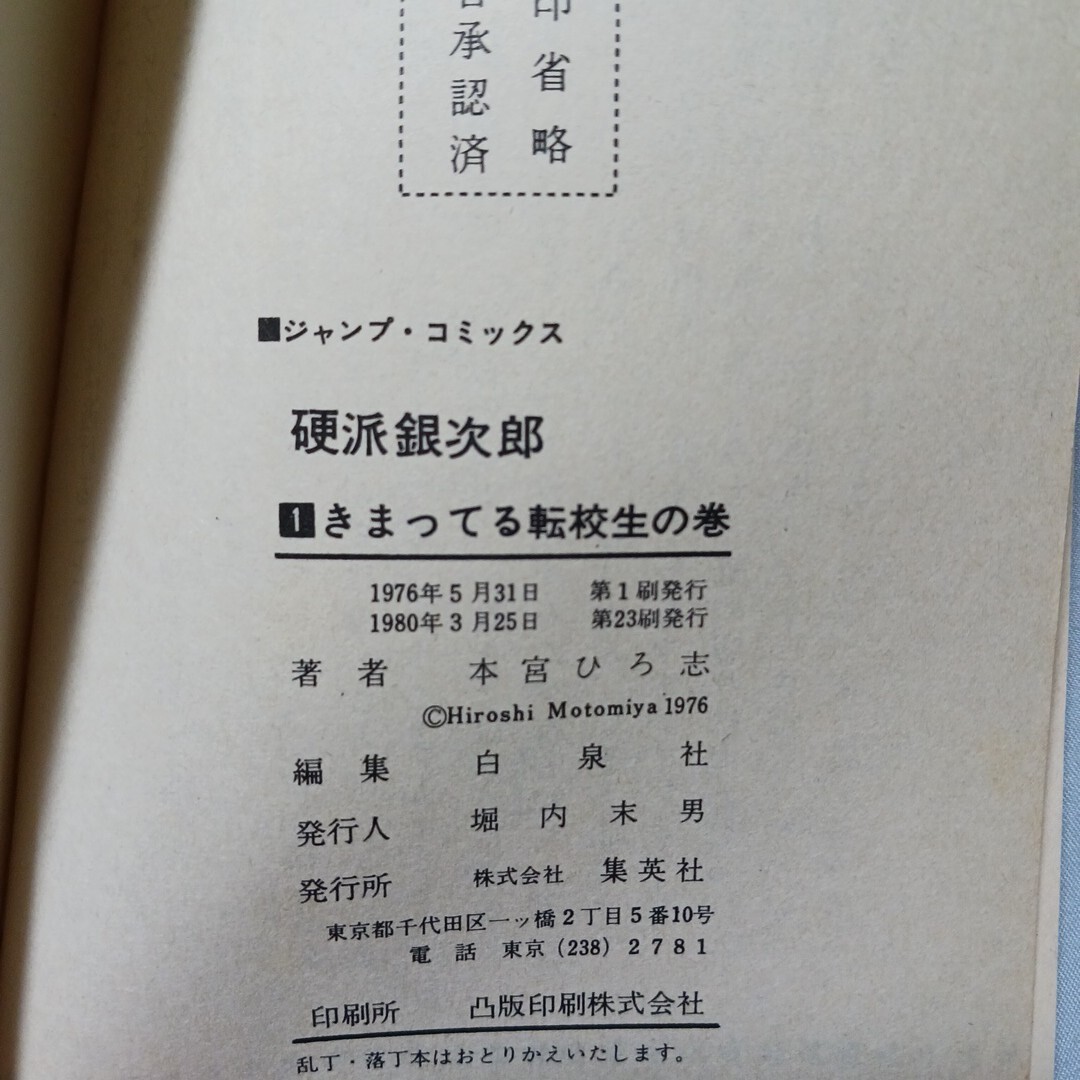 印省略
承認済
■ジャンプ・コミックス
硬派銀次郎
1 きまってる転校生の巻
1976年5月31日 第1刷発行
1980年3月25日 第23刷発行
著者 本宮ひろ志
©Hiroshi Motomiya 1976
編集 白泉社
発行人 堀内末男
発行所 株式会社 集英社
東京都千代田区一ッ橋2丁目5番10号
電話 東京(238)2781
印刷所 凸版印刷株式会社
乱丁・落丁本はおとりかえいたします。